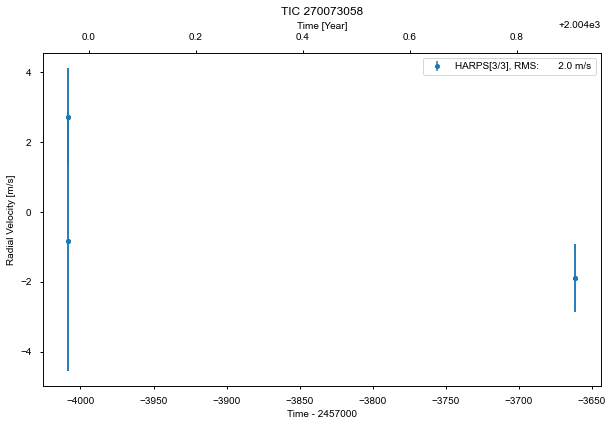 TIC 270073058
Time [Year]
+2.004e3
0.0 0.2 0.4 0.6 0.8
HARPS[3/3], RMS: 2.0 m/s
4
2
0
−2
−4
Radial Velocity [m/s]
−4000 −3950 −3900 −3850 −3800 −3750 −3700 −3650
Time - 2457000